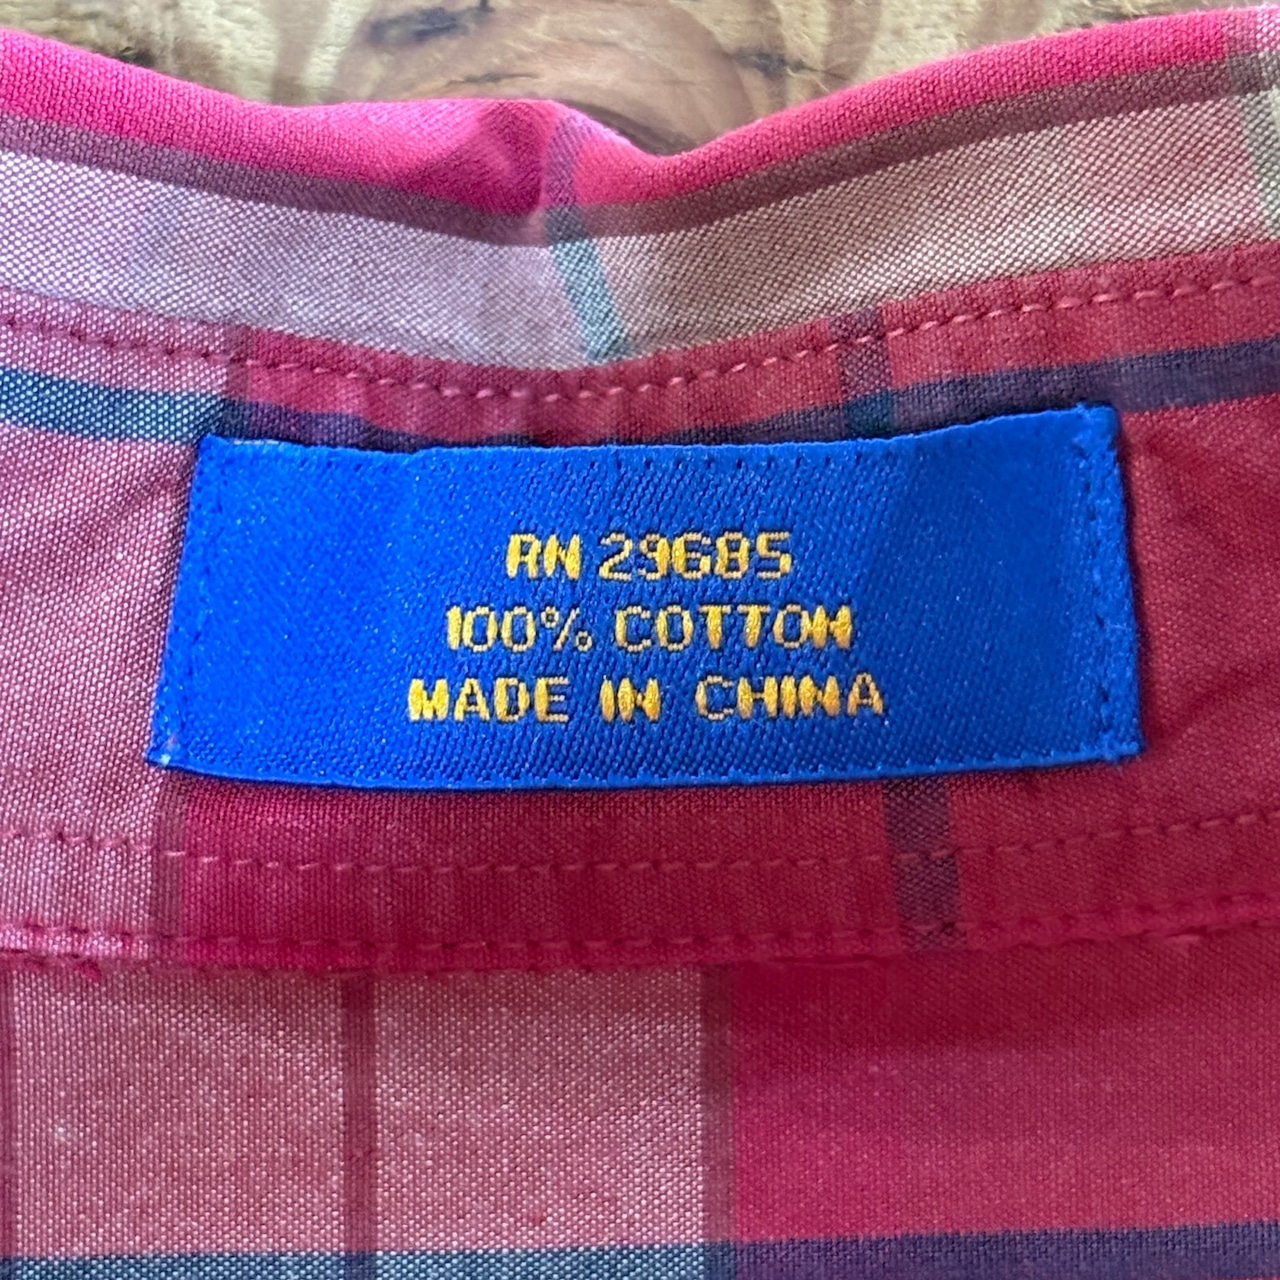 RN 29685
100% COTTON
MADE IN CHINA